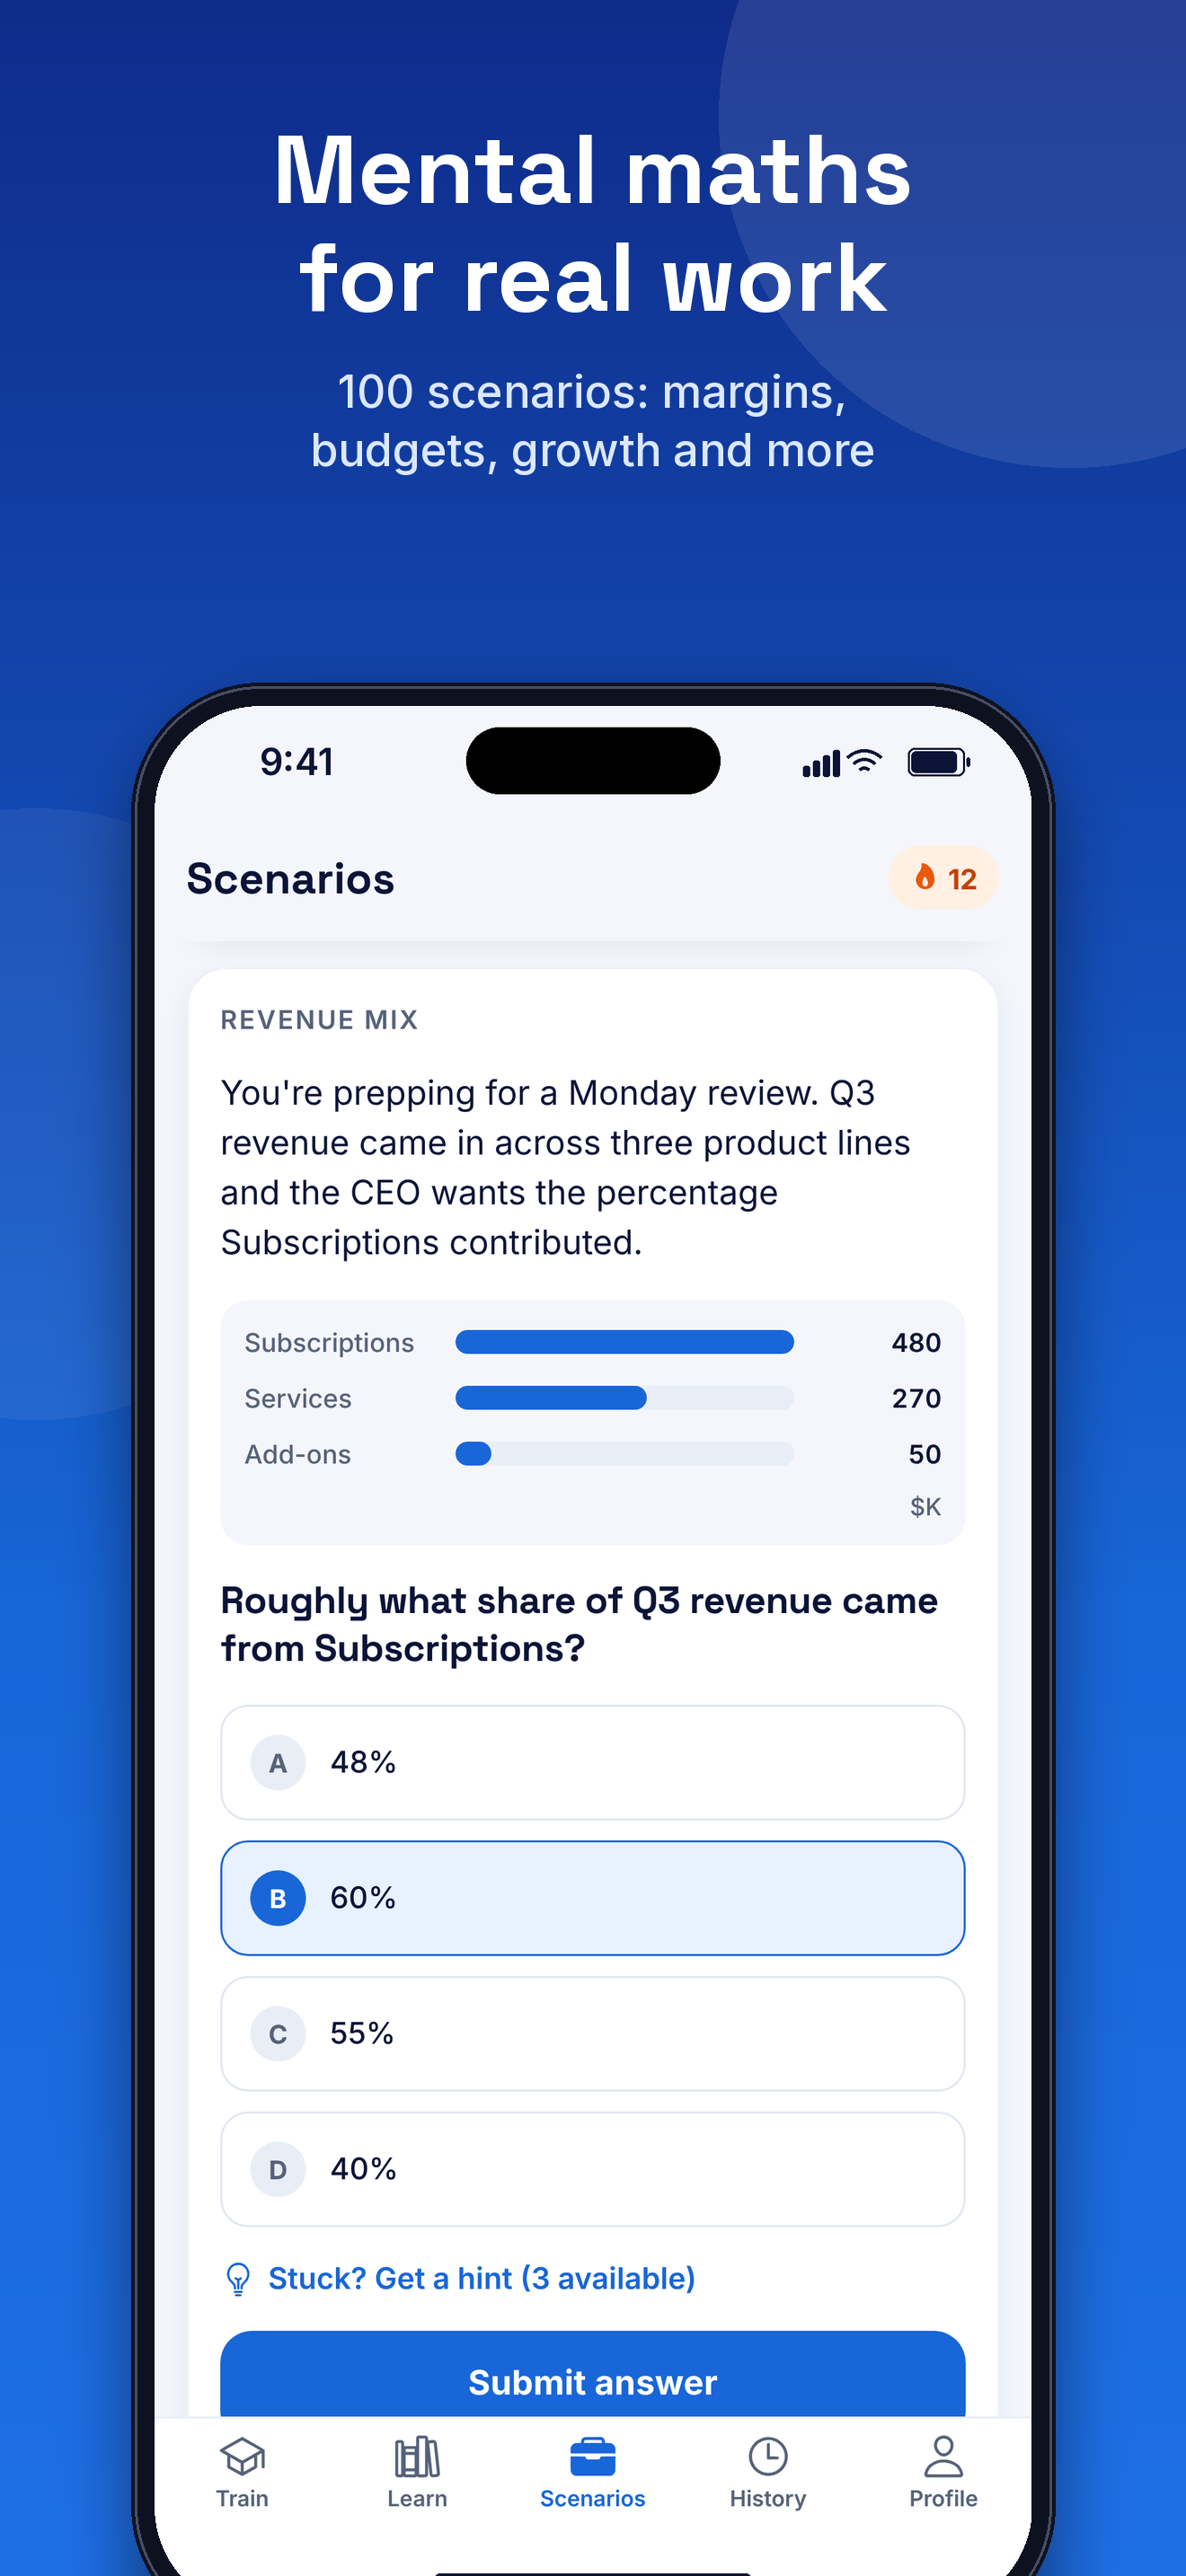 Mental maths
for real work
100 scenarios: margins,
budgets, growth and more
9:41
Scenarios
12
REVENUE MIX
You're prepping for a Monday review. Q3
revenue came in across three product lines
and the CEO wants the percentage
Subscriptions contributed.
Subscriptions 480
Services 270
Add-ons 50
$K
Roughly what share of Q3 revenue came
from Subscriptions?
A 48%
B 60%
C 55%
D 40%
Stuck? Get a hint (3 available)
Submit answer
Train Learn Scenarios History Profile